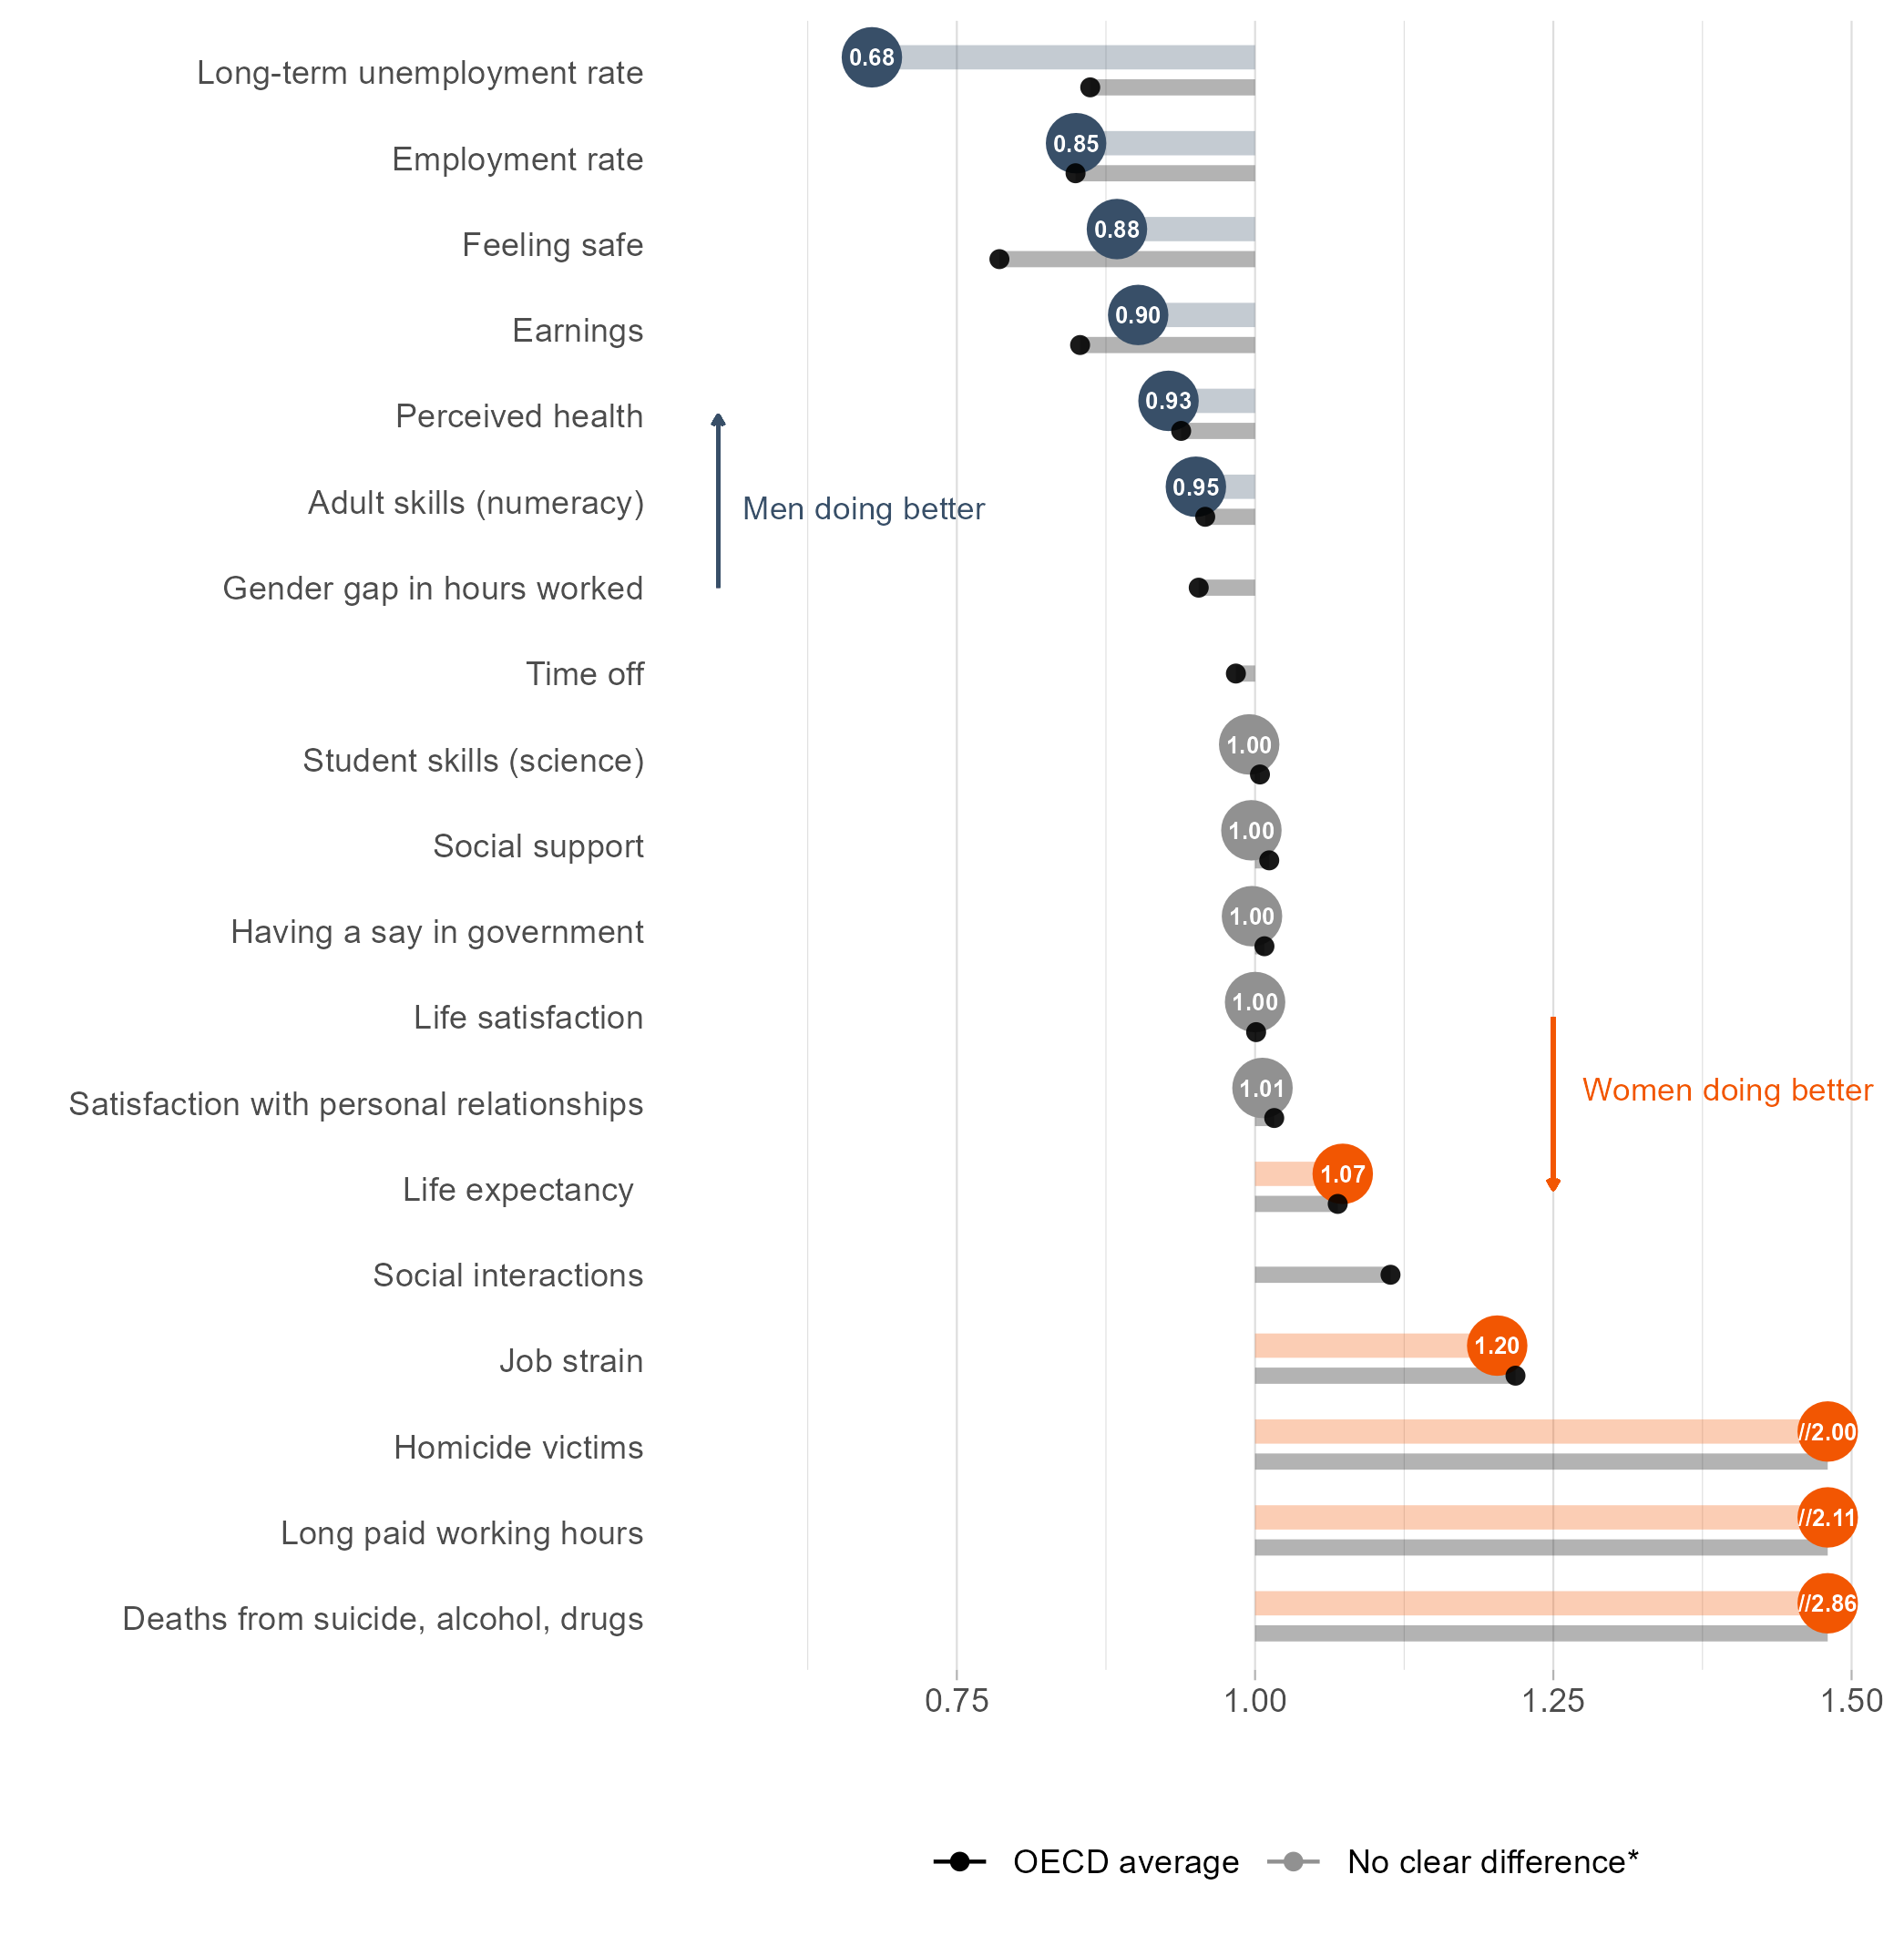 Long-term unemployment rate 0.68
Employment rate 0.85
Feeling safe 0.88
Earnings 0.90
Perceived health 0.93
Adult skills (numeracy) 0.95
Men doing better
Gender gap in hours worked
Time off
Student skills (science) 1.00
Social support 1.00
Having a say in government 1.00
Life satisfaction 1.00
Satisfaction with personal relationships 1.01
Women doing better
Life expectancy 1.07
Social interactions
Job strain 1.20
Homicide victims //2.00
Long paid working hours //2.11
Deaths from suicide, alcohol, drugs //2.86
0.75 1.00 1.25 1.50
OECD average No clear difference*